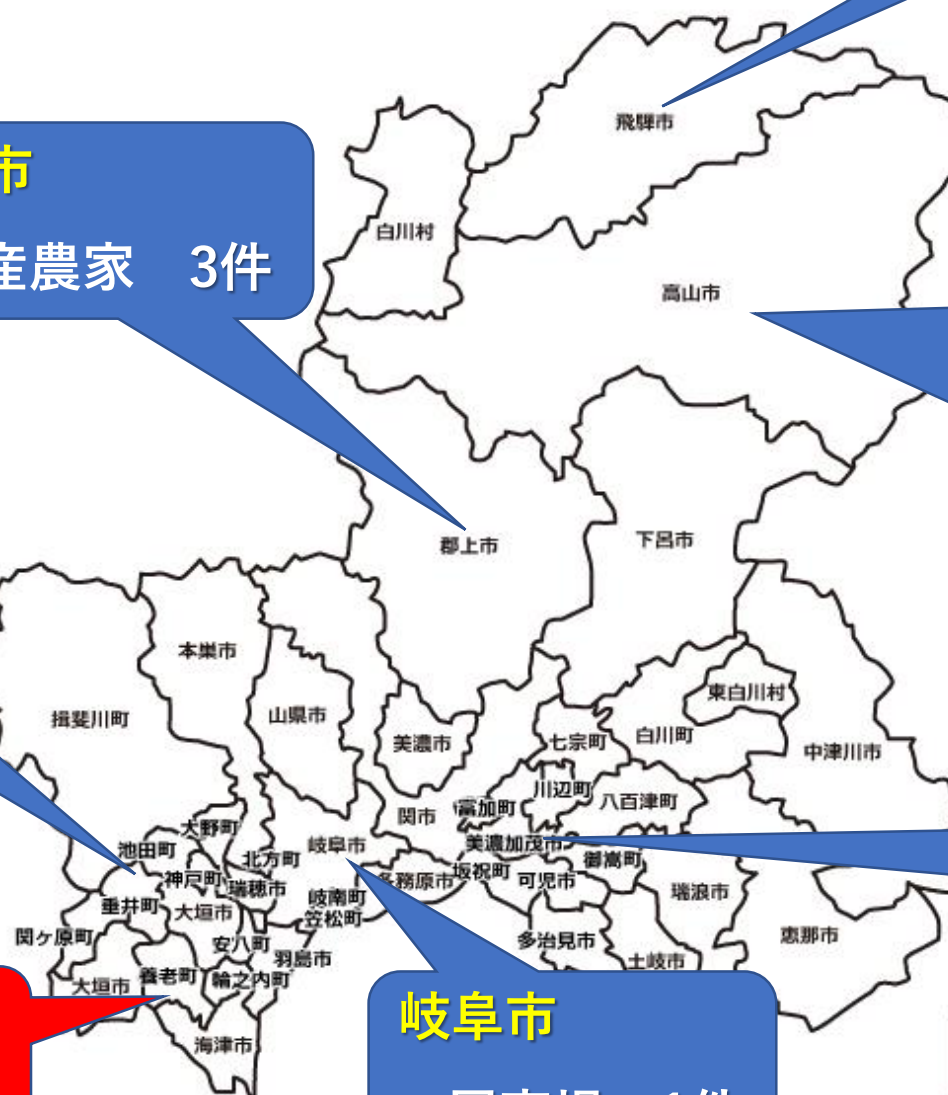 飛騨市
市
白川村
産農家　3件
高山市
郡上市
下呂市
本巣市
東白川村
山県市
揖斐川町
白川町
美濃市
七宗町
中津川市
川辺町
八百津町
富加町
関市
大野町
美濃加茂市
岐阜市
池田町
北方町
御嵩町
坂祝町
神戸町
各務原市
可児市
瑞穂市
瑞浪市
岐南町
垂井町
大垣市
笠松町
恵那市
関ヶ原町
多治見市
安八町
羽島市
土岐市
養老町
輪之内町
大垣市
岐阜市
海津市